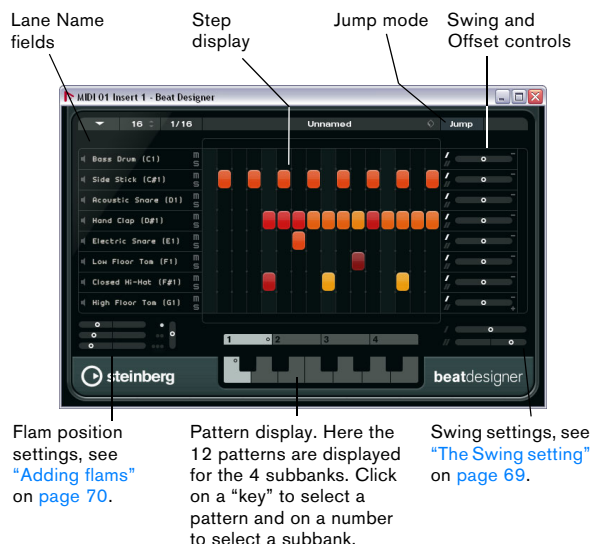 Lane Name
fields
Step
display
Jump mode
Swing and
Offset controls
MIDI 01 Insert 1 - Beat Designer
16 1/16 Unnamed Jump
Bass Drum (C1) m s
Side Stick (C#1) m s
Acoustic Snare (D1) m s
Hand Clap (D#1) m s
Electric Snare (E1) m s
Low Floor Tom (F1) m s
Closed Hi-Hat (F#1) m s
High Floor Tom (G1) m s
1 2 3 4
steinberg
beatdesigner
Flam position
settings, see
"Adding flams"
on page 70.
Pattern display. Here the
12 patterns are displayed
for the 4 subbanks. Click
on a "key" to select a
pattern and on a number
to select a subbank.
Swing settings, see
"The Swing setting"
on page 69.